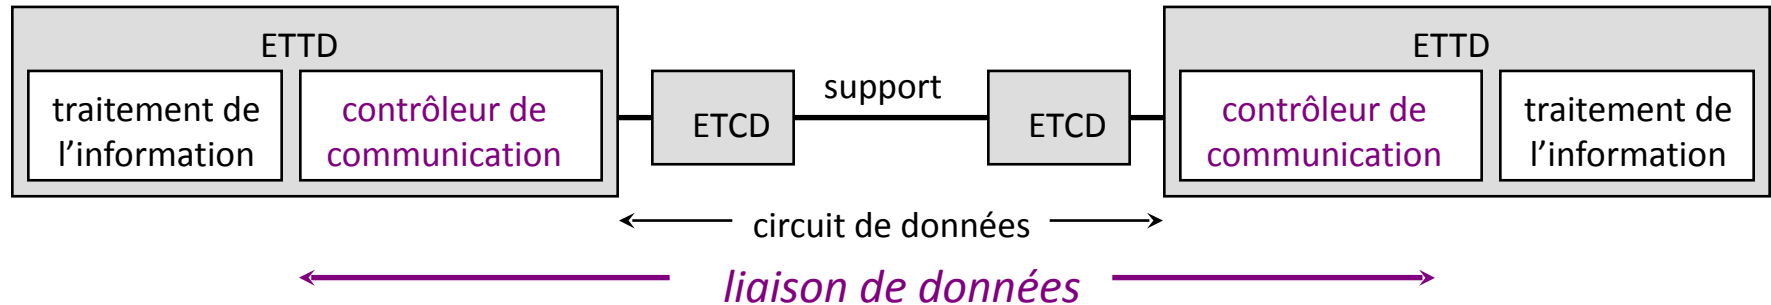 ETTD
traitement de
l’information
contrôleur de
communication
ETCD
support
ETCD
ETTD
contrôleur de
communication
traitement de
l’information
circuit de données
liaison de données